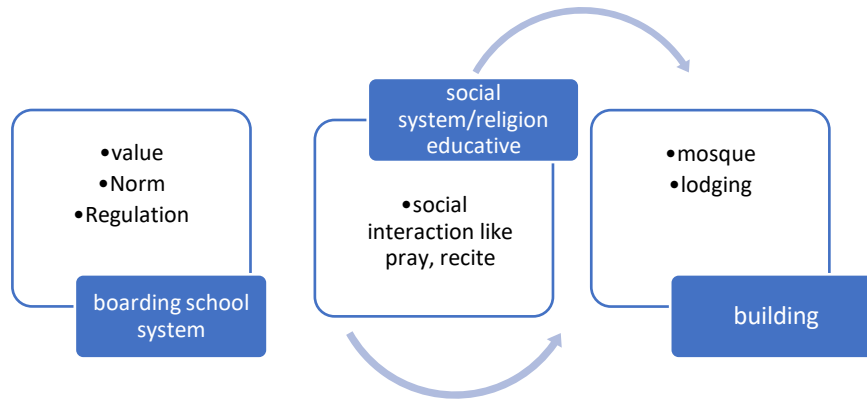 •value
•Norm
•Regulation
boarding school
system
social
system/religion
educative
•social
interaction like
pray, recite
•mosque
•lodging
building